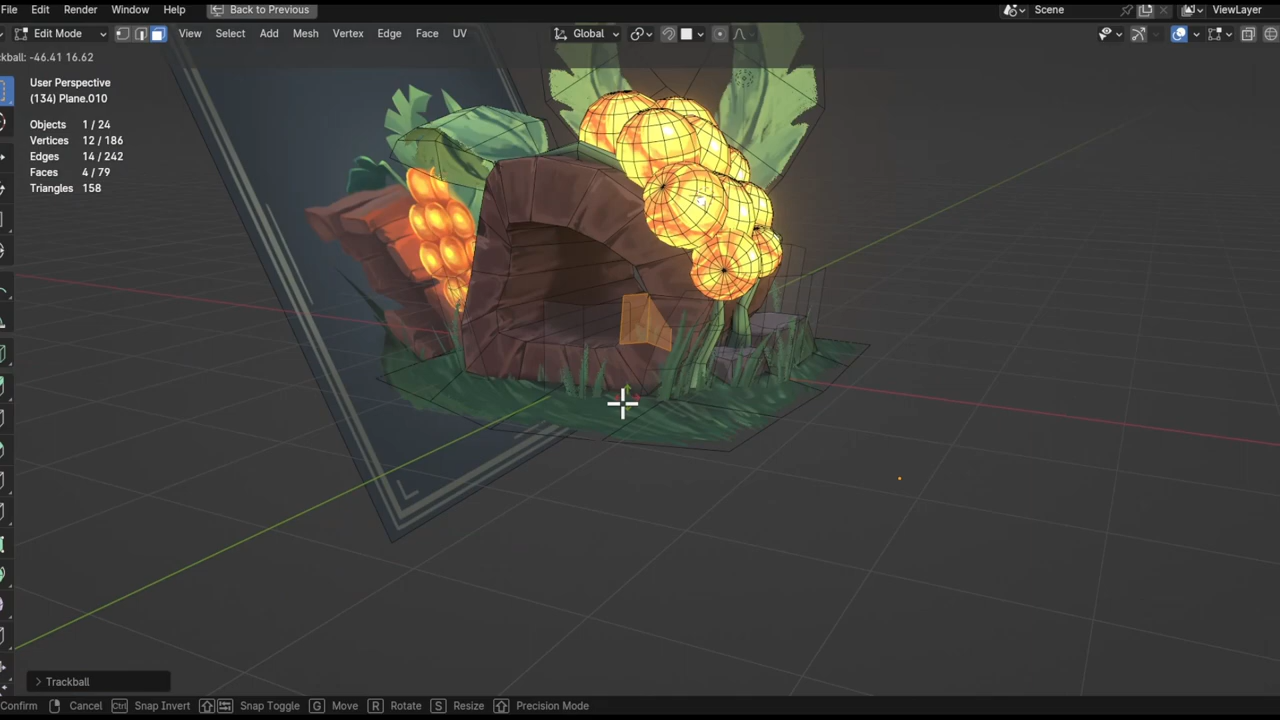 File Edit Render Window Help Back to Previous Scene ViewLayer
Edit Mode View Select Add Mesh Vertex Edge Face UV Global
ckball: -46.41 16.62
User Perspective
(134) Plane.010
Objects 1 / 24
Vertices 12 / 186
Edges 14 / 242
Faces 4 / 79
Triangles 158
Trackball
Confirm Cancel Ctrl Snap Invert Snap Toggle G Move R Rotate S Resize Precision Mode